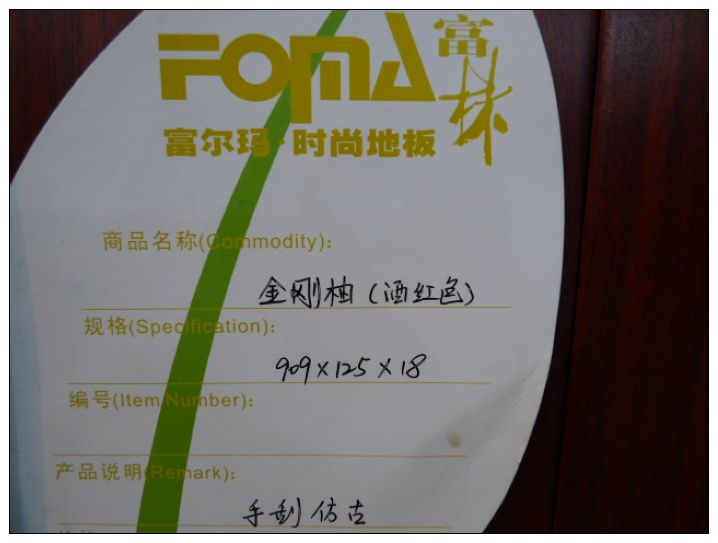 FOMA 富林
富尔玛·时尚地板
商品名称(Commodity):
金刚柚(酒红色)
规格(Specification):
909×125×18
编号(Item Number):
产品说明(Remark):
手刮仿古